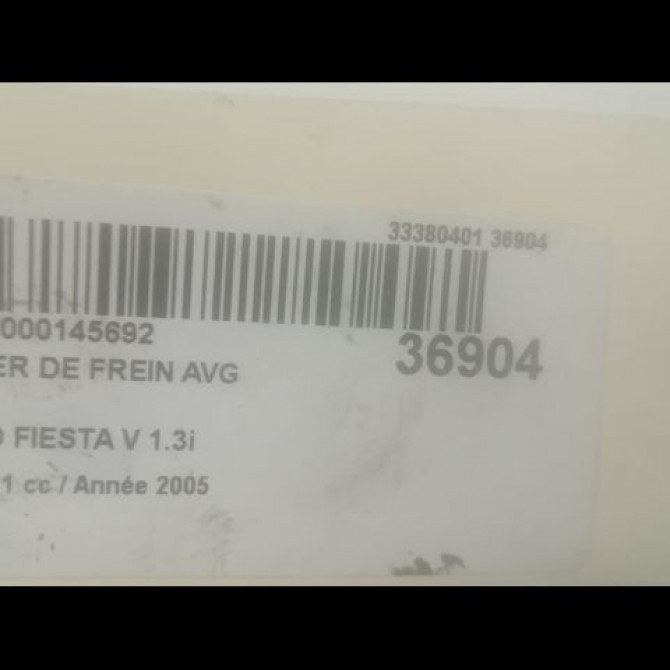 33380401 36904
000145692
36904
ER DE FREIN AVG
FIESTA V 1.3i
1 cc / Année 2005